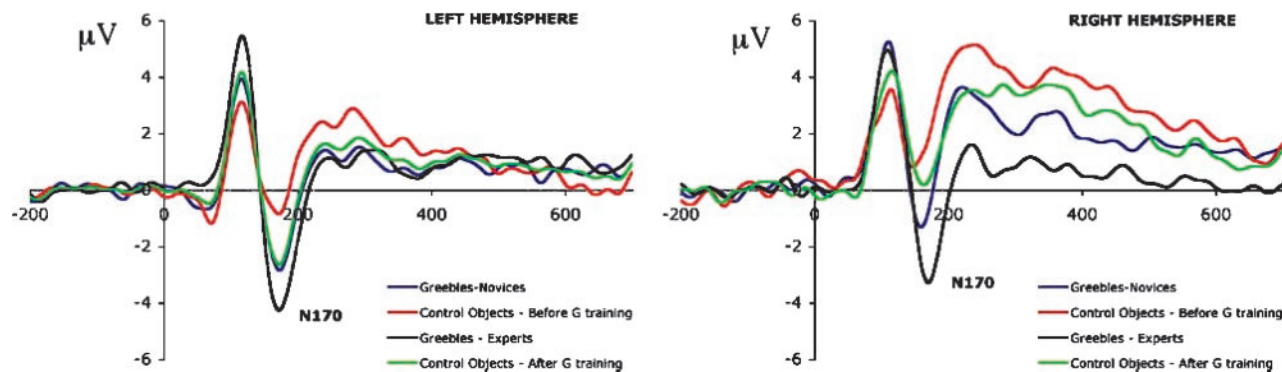 LEFT HEMISPHERE
μV
6
4
2
0
-2
-4
-6
-200
0
200
400
600
N170
Greebles-Novices
Control Objects - Before G training
Greebles - Experts
Control Objects - After G training
RIGHT HEMISPHERE
μV
6
4
2
0
-2
-4
-6
-200
0
200
400
600
N170
Greebles-Novices
Control Objects - Before G training
Greebles - Experts
Control Objects - After G training